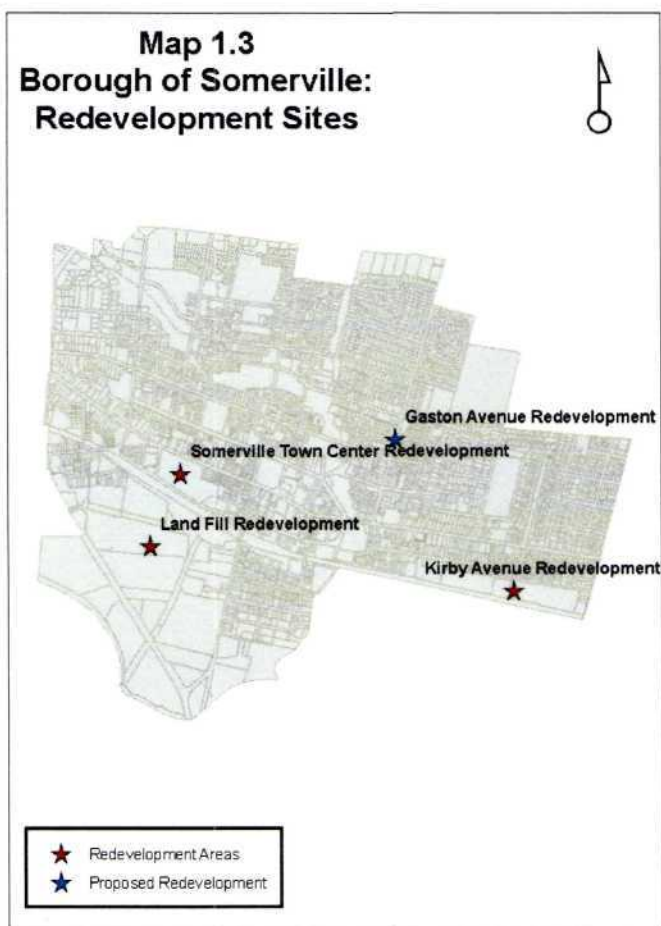 Map 1.3
Borough of Somerville:
Redevelopment Sites
Gaston Avenue Redevelopment
Somerville Town Center Redevelopment
Land Fill Redevelopment
Kirby Avenue Redevelopment
Redevelopment Areas
Proposed Redevelopment